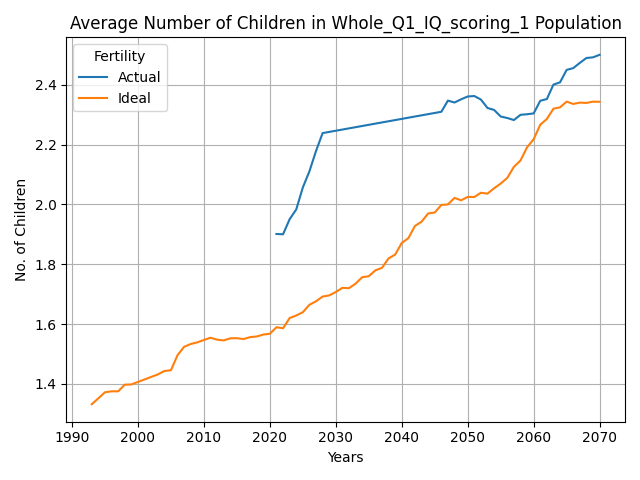 Average Number of Children in Whole_Q1_IQ_scoring_1 Population
Fertility
Actual
Ideal
No. of Children
2.4
2.2
2.0
1.8
1.6
1.4
1990 2000 2010 2020 2030 2040 2050 2060 2070
Years